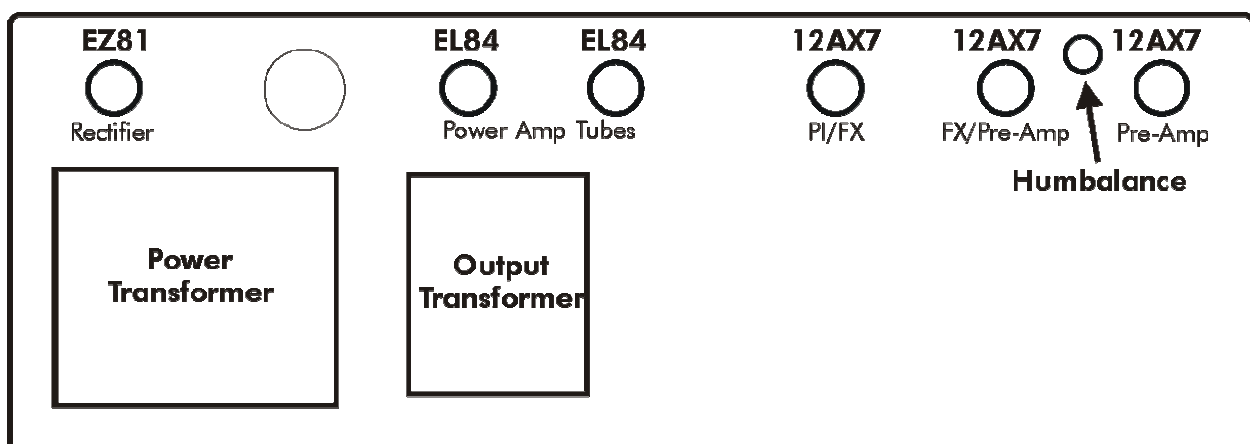 EZ81 EL84 EL84 12AX7 12AX7 12AX7
Rectifier Power Amp Tubes PI/FX FX/Pre-Amp Pre-Amp
Humbalance
Power
Transformer
Output
Transformer